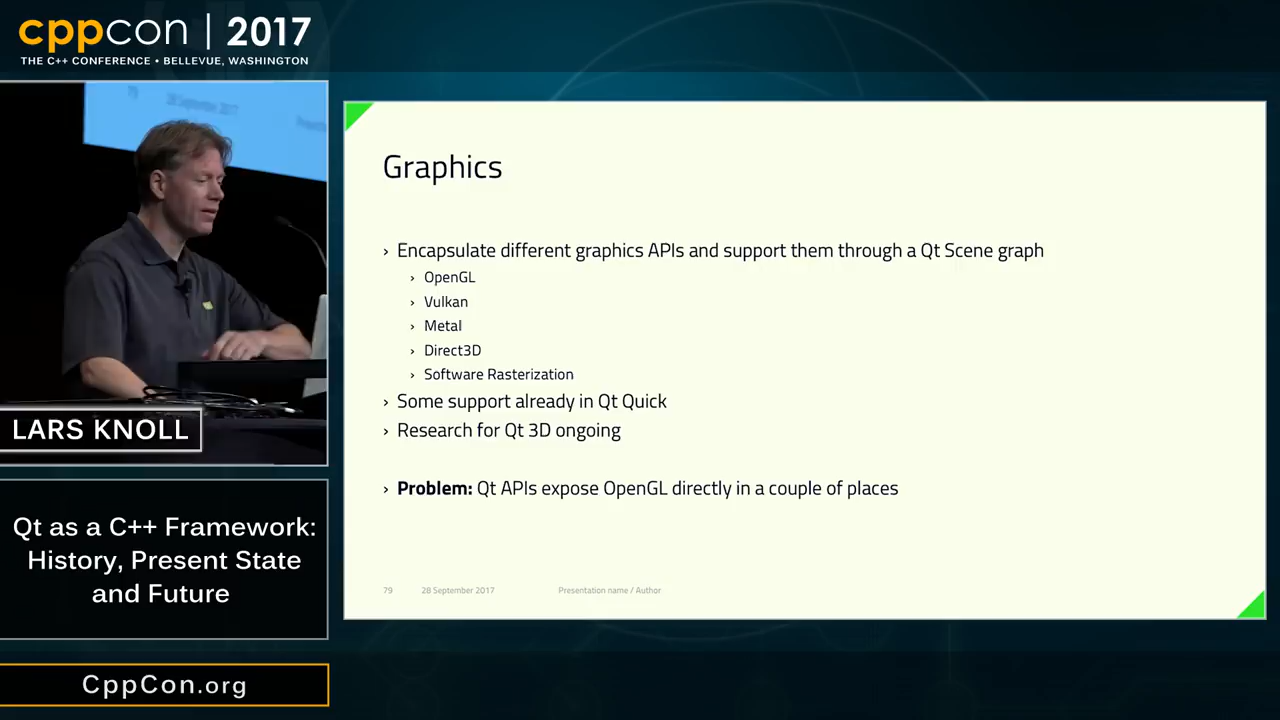 cppcon | 2017
THE C++ CONFERENCE • BELLEVUE, WASHINGTON
LARS KNOLL
Qt as a C++ Framework:
History, Present State
and Future
CppCon.org
Graphics
› Encapsulate different graphics APIs and support them through a Qt Scene graph
› OpenGL
› Vulkan
› Metal
› Direct3D
› Software Rasterization
› Some support already in Qt Quick
› Research for Qt 3D ongoing
› Problem: Qt APIs expose OpenGL directly in a couple of places
79 28 September 2017 Presentation name / Author